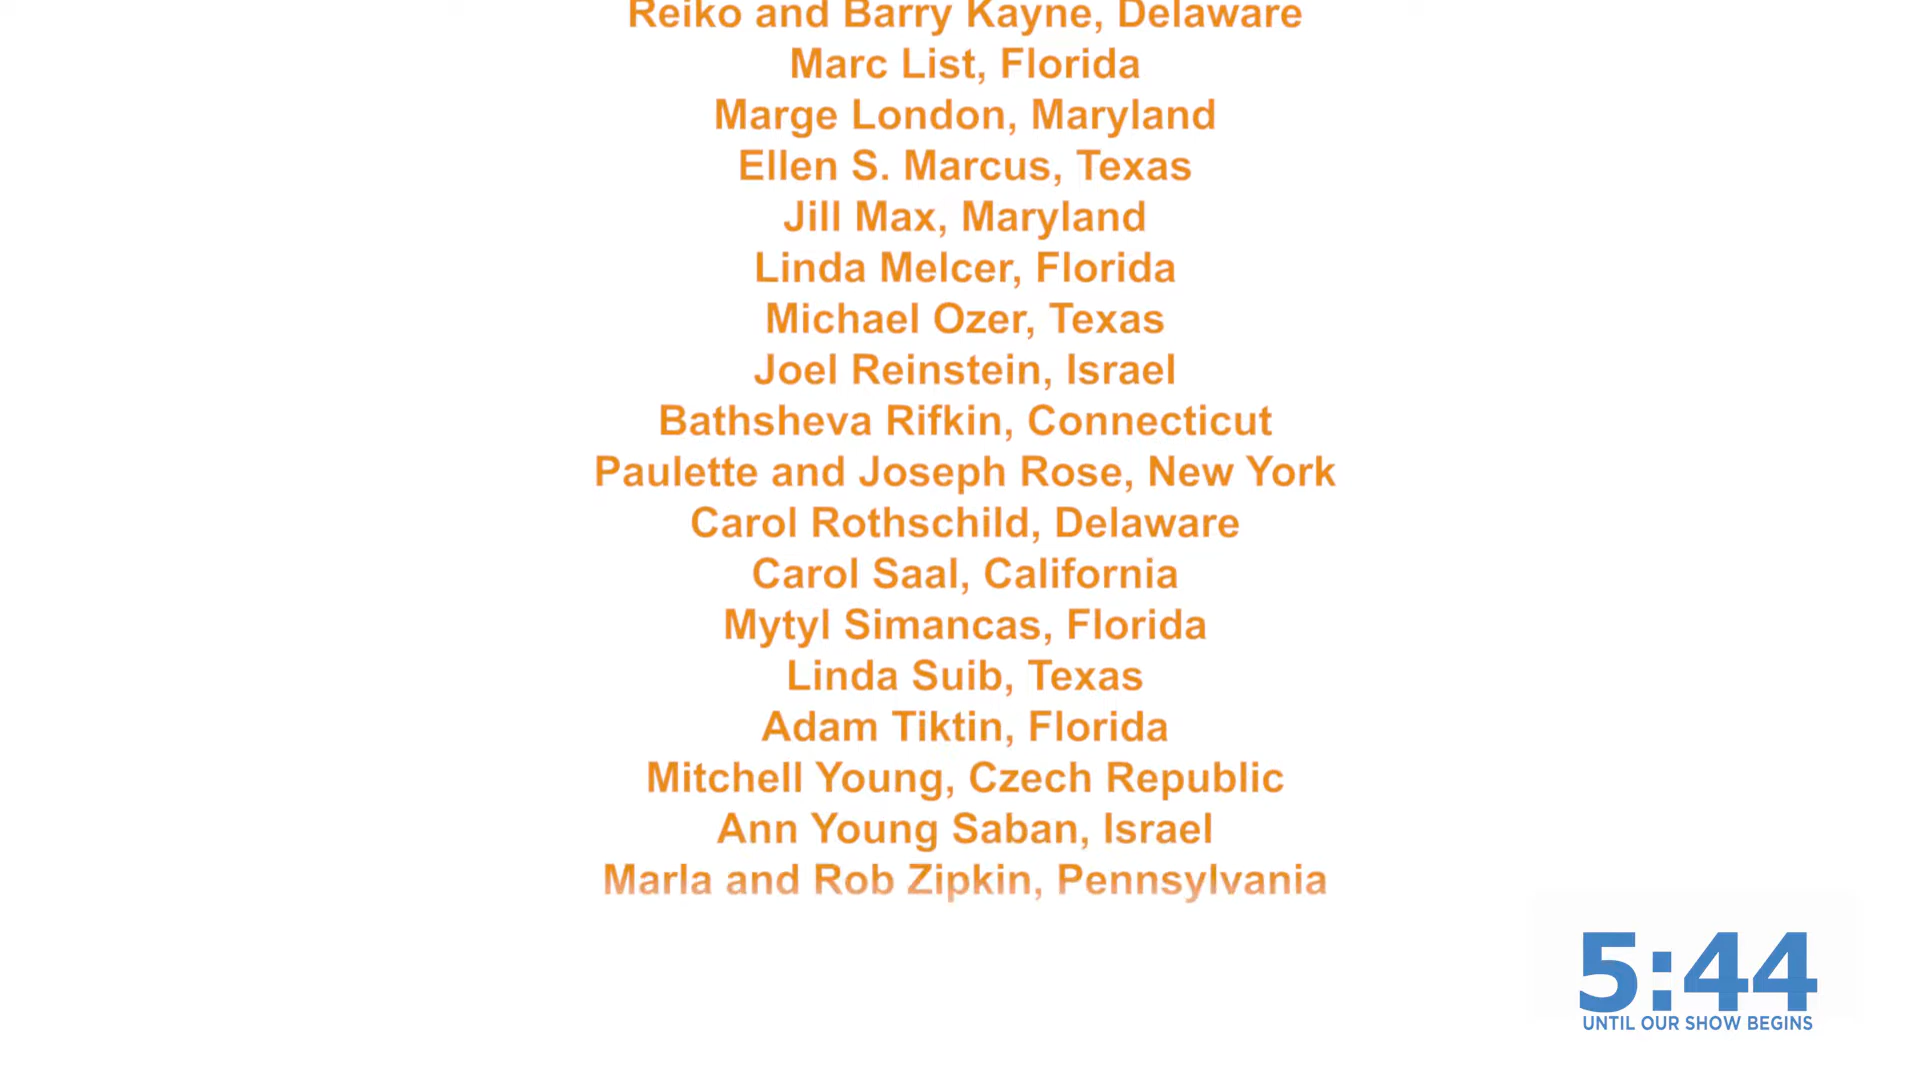 Reiko and Barry Kayne, Delaware
Marc List, Florida
Marge London, Maryland
Ellen S. Marcus, Texas
Jill Max, Maryland
Linda Melcer, Florida
Michael Ozer, Texas
Joel Reinstein, Israel
Bathsheva Rifkin, Connecticut
Paulette and Joseph Rose, New York
Carol Rothschild, Delaware
Carol Saal, California
Mytyl Simancas, Florida
Linda Suib, Texas
Adam Tiktin, Florida
Mitchell Young, Czech Republic
Ann Young Saban, Israel
Marla and Rob Zipkin, Pennsylvania
5:44
UNTIL OUR SHOW BEGINS